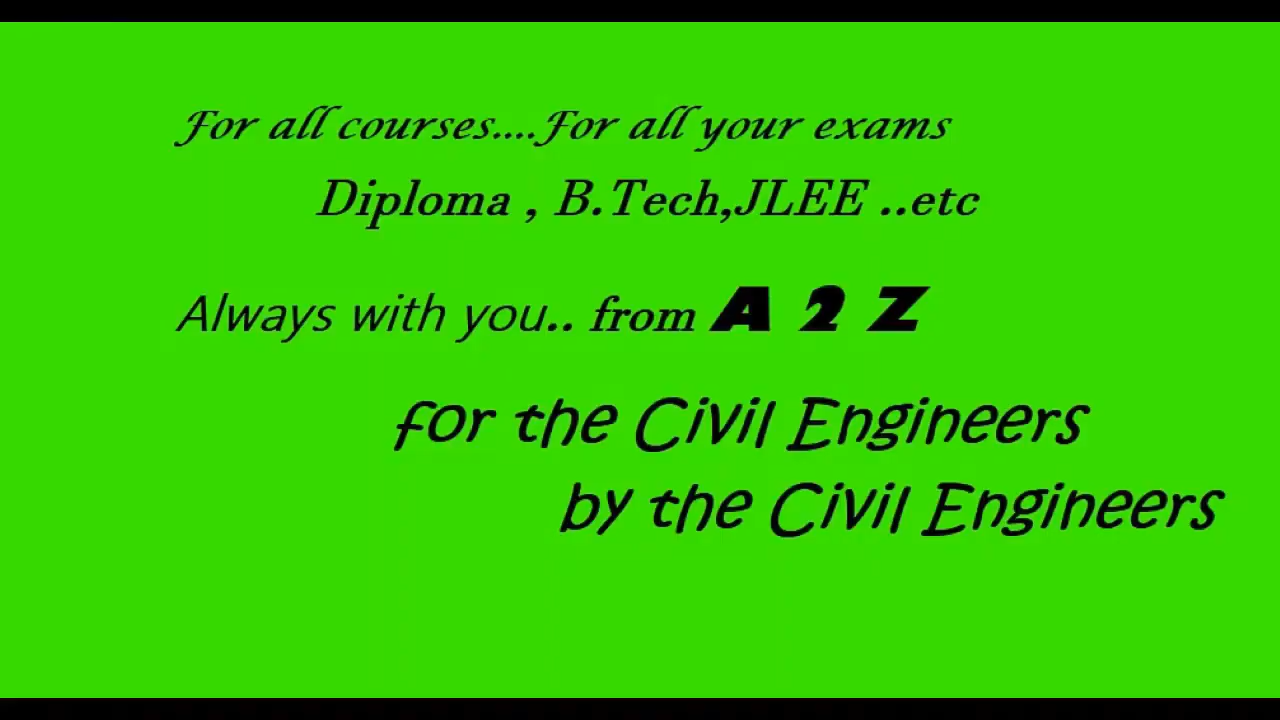 For all courses....For all your exams
Diploma , B.Tech,JLEE ..etc
Always with you.. from A 2 Z
for the Civil Engineers
by the Civil Engineers